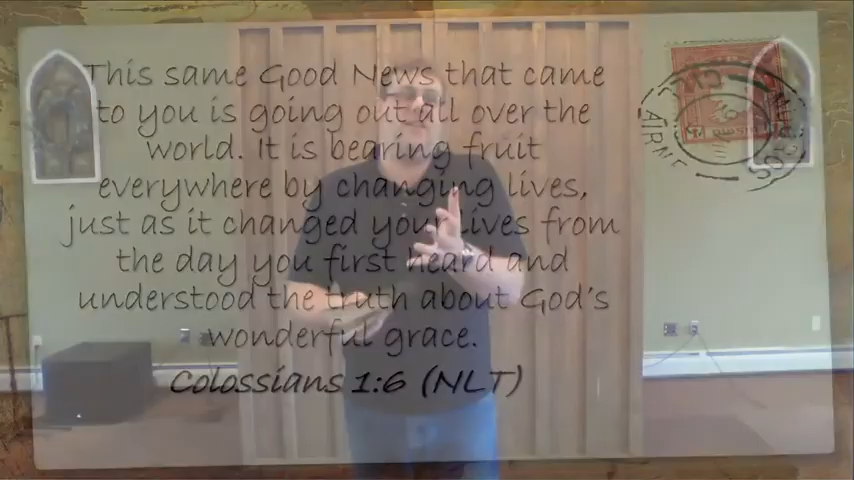 This same Good News that came
to you is going out all over the
world. It is bearing fruit
everywhere by changing lives,
just as it changed your lives from
the day you first heard and
understood the truth about God's
wonderful grace.
Colossians 1:6 (NLT)